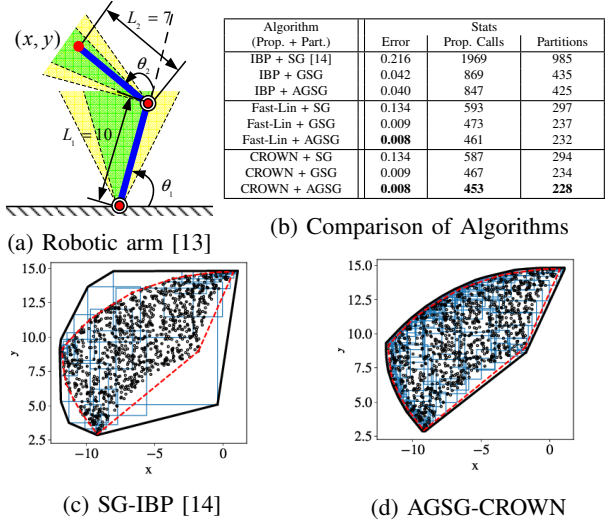 L₂ = 7
(x, y)
θ₂
L₁ = 10
θ₁
(a) Robotic arm [13]
Algorithm Stats
(Prop. + Part.) Error Prop. Calls Partitions
IBP + SG [14] 0.216 1969 985
IBP + GSG 0.042 869 435
IBP + AGSG 0.040 847 425
Fast-Lin + SG 0.134 593 297
Fast-Lin + GSG 0.009 473 237
Fast-Lin + AGSG 0.008 461 232
CROWN + SG 0.134 587 294
CROWN + GSG 0.009 467 234
CROWN + AGSG 0.008 453 228
(b) Comparison of Algorithms
15.0
12.5
10.0
y
7.5
5.0
2.5
−10 −5 0
x
(c) SG-IBP [14]
15.0
12.5
10.0
y
7.5
5.0
2.5
−10 −5 0
x
(d) AGSG-CROWN